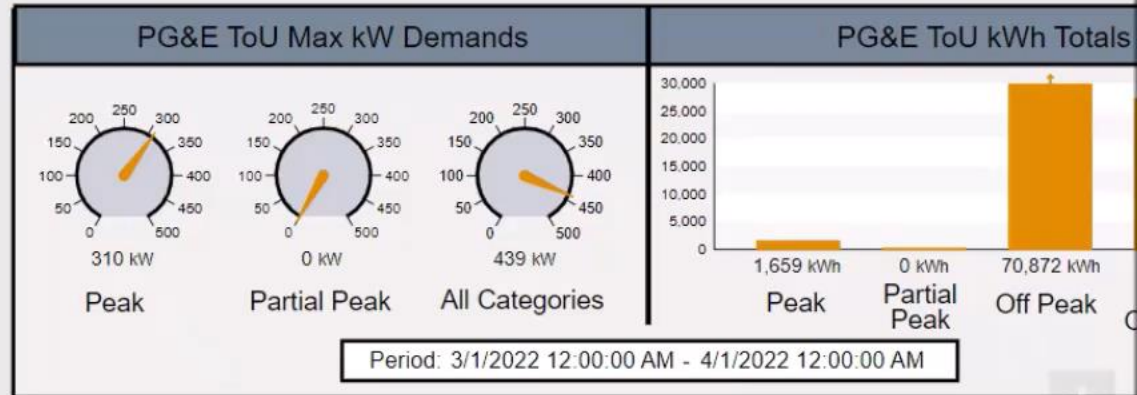 PG&E ToU Max kW Demands
0 50 100 150 200 250 300 350 400 450 500
310 kW
Peak
0 50 100 150 200 250 300 350 400 450 500
0 kW
Partial Peak
0 50 100 150 200 250 300 350 400 450 500
439 kW
All Categories
PG&E ToU kWh Totals
30,000
25,000
20,000
15,000
10,000
5,000
0
1,659 kWh
Peak
0 kWh
Partial
Peak
70,872 kWh
Off Peak
Period: 3/1/2022 12:00:00 AM - 4/1/2022 12:00:00 AM